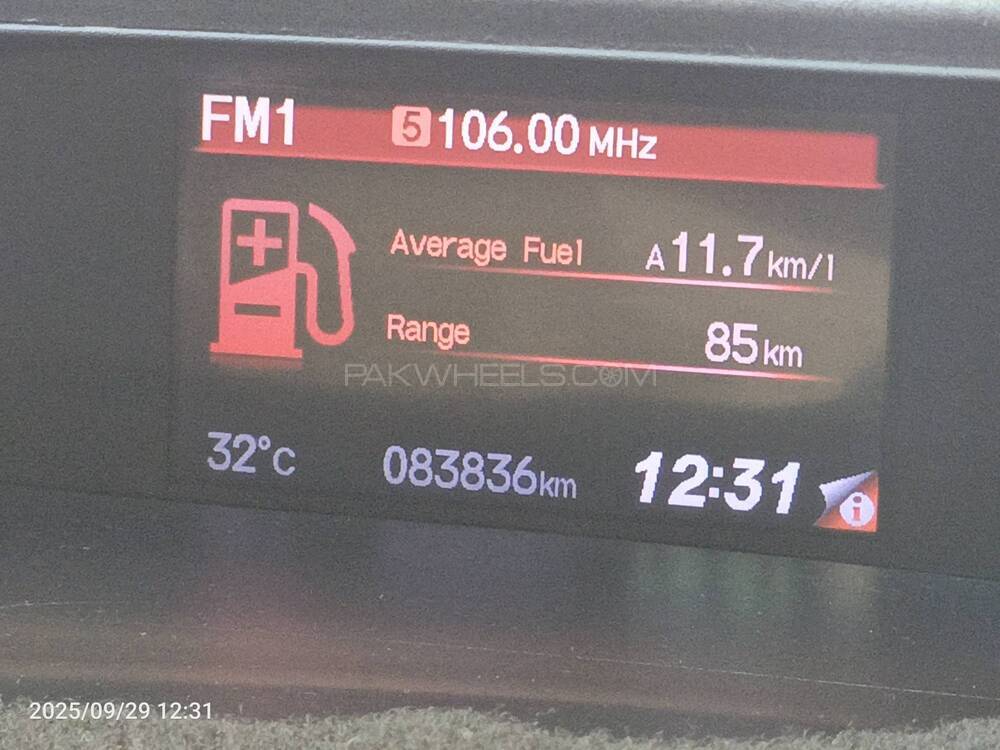 FM1 5 106.00 MHz
Average Fuel A 11.7 km/l
Range 85 km
PAKWHEELS.COM
32°C 083836km 12:31 i
2025/09/29 12:31